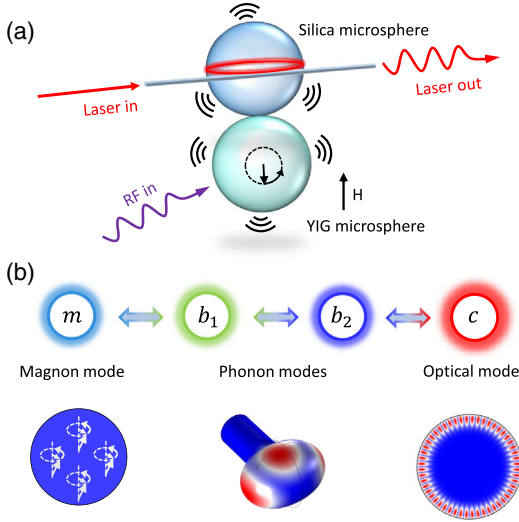 (a)
Silica microsphere
Laser in
Laser out
RF in
H
YIG microsphere
(b)
m b₁ b₂ c
Magnon mode Phonon modes Optical mode